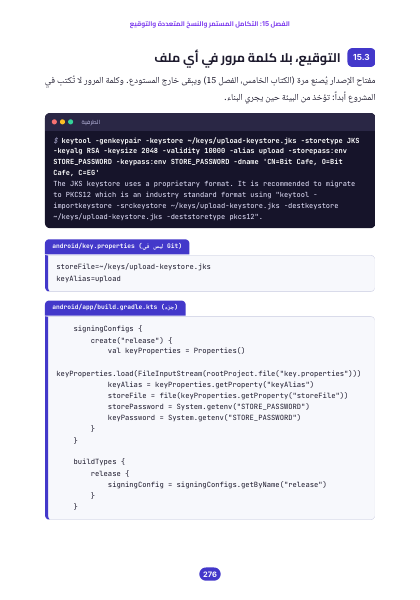 الفصل 15: التكامل المستمر والنسخ المتعددة والتوقيع
15.3 التوقيع، بلا كلمة مرور في أي ملف
مفتاح الإصدار يُصنع مرة (الكتاب الخامس، الفصل 15) ويبقى خارج المستودع. وكلمة المرور لا تُكتب في
المشروع أبداً: تؤخذ من البيئة حين يجري البناء.
الطرفية
$ keytool -genkeypair -keystore ~/keys/upload-keystore.jks -storetype JKS
-keyalg RSA -keysize 2048 -validity 10000 -alias upload -storepass:env
STORE_PASSWORD -keypass:env STORE_PASSWORD -dname 'CN=Bit Cafe, O=Bit
Cafe, C=EG'
The JKS keystore uses a proprietary format. It is recommended to migrate
to PKCS12 which is an industry standard format using "keytool -
importkeystore -srckeystore ~/keys/upload-keystore.jks -destkeystore
~/keys/upload-keystore.jks -deststoretype pkcs12".
android/key.properties (ليس في Git)
storeFile=~/keys/upload-keystore.jks
keyAlias=upload
android/app/build.gradle.kts (جزء)
signingConfigs {
create("release") {
val keyProperties = Properties()
keyProperties.load(FileInputStream(rootProject.file("key.properties")))
keyAlias = keyProperties.getProperty("keyAlias")
storeFile = file(keyProperties.getProperty("storeFile"))
storePassword = System.getenv("STORE_PASSWORD")
keyPassword = System.getenv("STORE_PASSWORD")
}
}
buildTypes {
release {
signingConfig = signingConfigs.getByName("release")
}
}
276